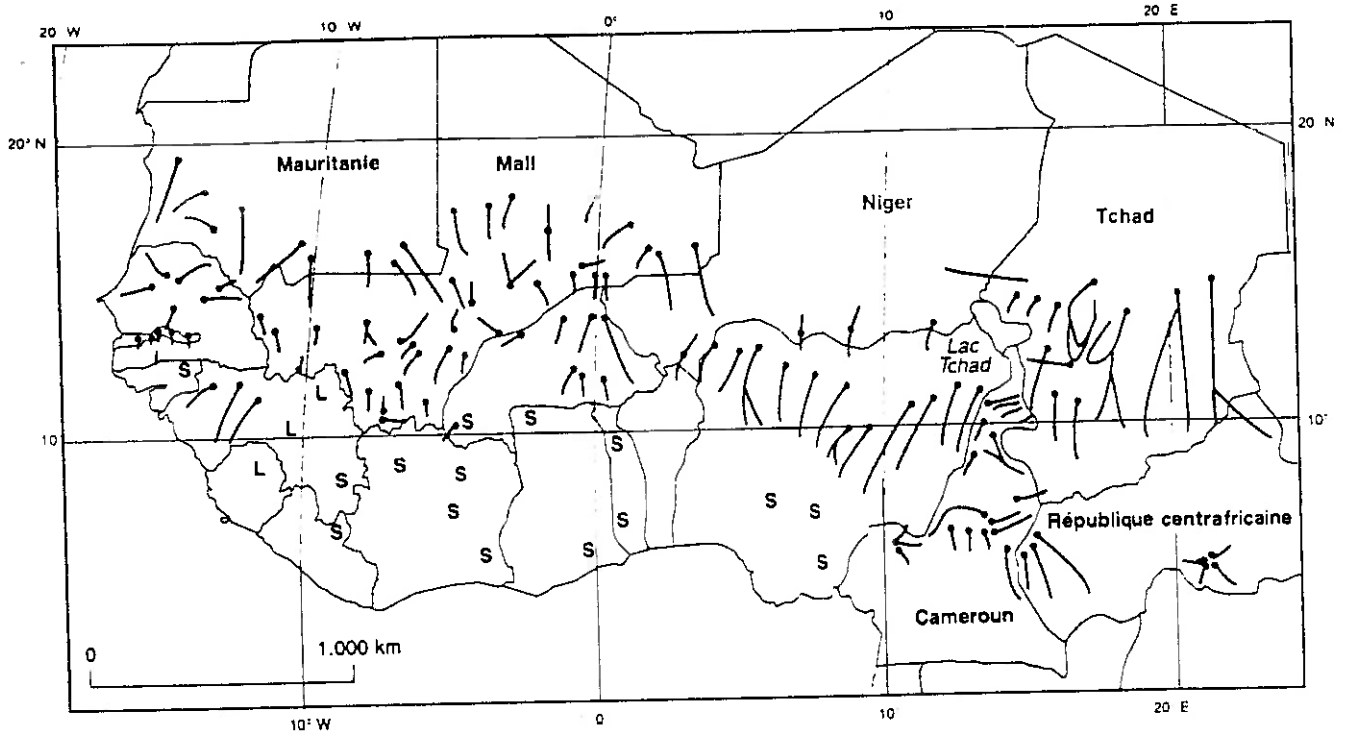 20 W 10 W 0° 10 20 E
20° N 20 N
Mauritanie Mali
Niger
Tchad
Lac
Tchad
S
L
S S
L
10 10°
S
L S S
S
S S
S
S
S
République centrafricaine
S S
S
Cameroun
0 1.000 km
10° W 0 10 20 E